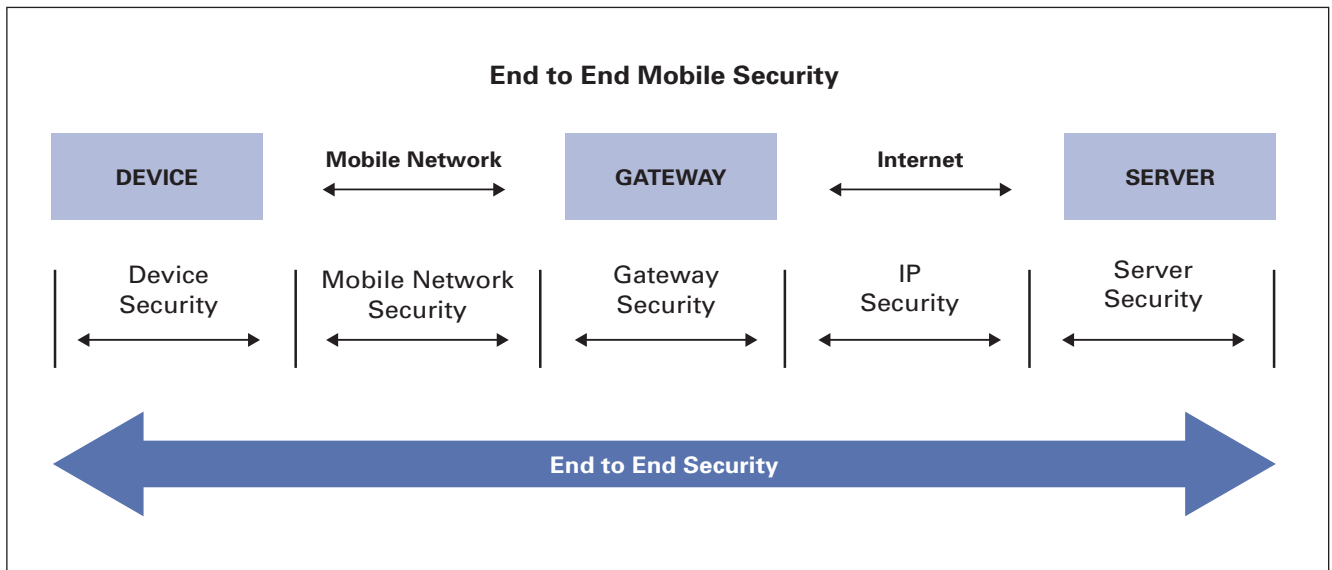 End to End Mobile Security
DEVICE
Mobile Network
GATEWAY
Internet
SERVER
Device
Security
Mobile Network
Security
Gateway
Security
IP
Security
Server
Security
End to End Security